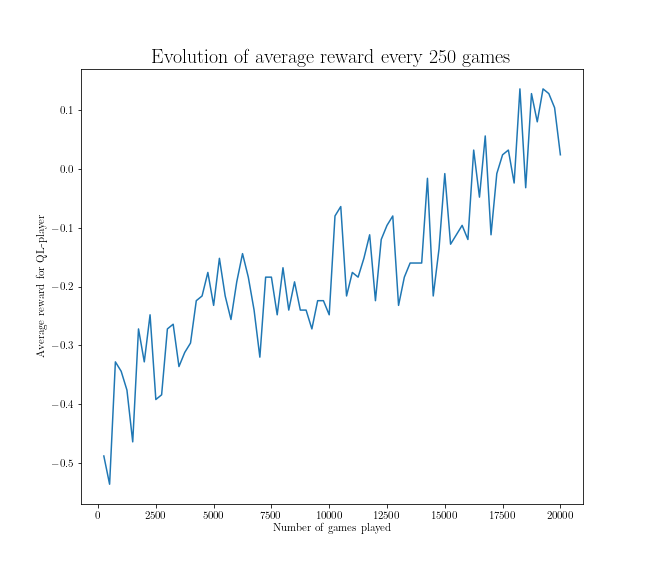 Evolution of average reward every 250 games
0.1
0.0
−0.1
−0.2
−0.3
−0.4
−0.5
Average reward for QL-player
0 2500 5000 7500 10000 12500 15000 17500 20000
Number of games played